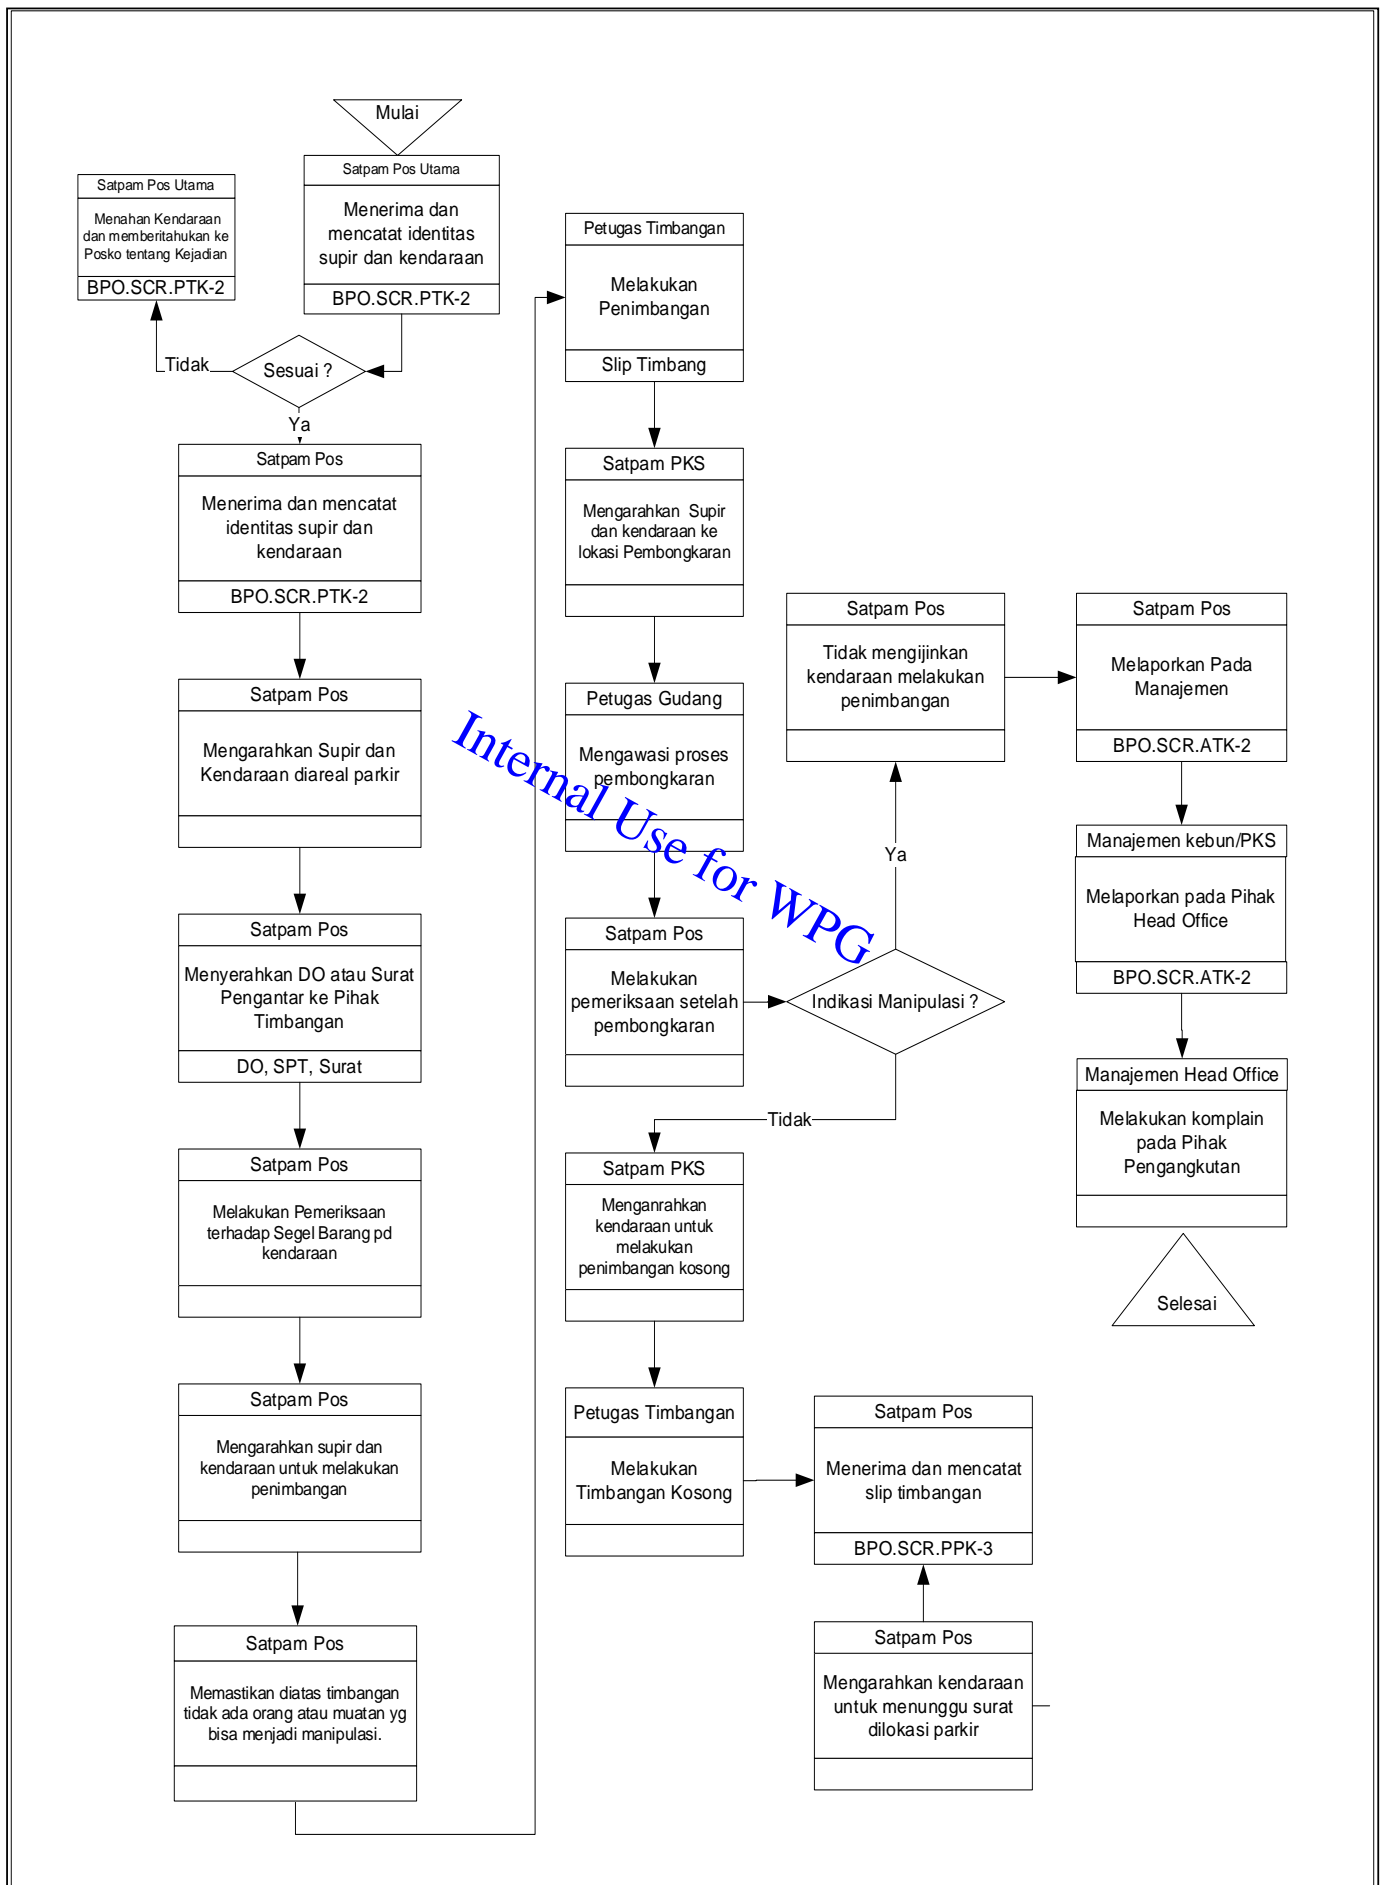 Mulai
Satpam Pos Utama
Menerima dan
mencatat identitas
supir dan kendaraan
BPO.SCR.PTK-2
Satpam Pos Utama
Menahan Kendaraan
dan memberitahukan ke
Posko tentang Kejadian
BPO.SCR.PTK-2
Tidak
Sesuai ?
Ya
Satpam Pos
Menerima dan mencatat
identitas supir dan
kendaraan
BPO.SCR.PTK-2
Satpam Pos
Mengarahkan Supir dan
Kendaraan diareal parkir
Satpam Pos
Menyerahkan DO atau Surat
Pengantar ke Pihak
Timbangan
DO, SPT, Surat
Satpam Pos
Melakukan Pemeriksaan
terhadap Segel Barang pd
kendaraan
Satpam Pos
Mengarahkan supir dan
kendaraan untuk melakukan
penimbangan
Satpam Pos
Memastikan diatas timbangan
tidak ada orang atau muatan yg
bisa menjadi manipulasi.
Petugas Timbangan
Melakukan
Penimbangan
Slip Timbang
Satpam PKS
Mengarahkan Supir
dan kendaraan ke
lokasi Pembongkaran
Petugas Gudang
Mengawasi proses
pembongkaran
Satpam Pos
Melakukan
pemeriksaan setelah
pembongkaran
Indikasi Manipulasi ?
Ya
Tidak
Satpam Pos
Tidak mengijinkan
kendaraan melakukan
penimbangan
Satpam Pos
Melaporkan Pada
Manajemen
BPO.SCR.ATK-2
Manajemen kebun/PKS
Melaporkan pada Pihak
Head Office
BPO.SCR.ATK-2
Manajemen Head Office
Melakukan komplain
pada Pihak
Pengangkutan
Selesai
Satpam PKS
Menganrahkan
kendaraan untuk
melakukan
penimbangan kosong
Petugas Timbangan
Melakukan
Timbangan Kosong
Satpam Pos
Menerima dan mencatat
slip timbangan
BPO.SCR.PPK-3
Satpam Pos
Mengarahkan kendaraan
untuk menunggu surat
dilokasi parkir
Internal Use for WPG